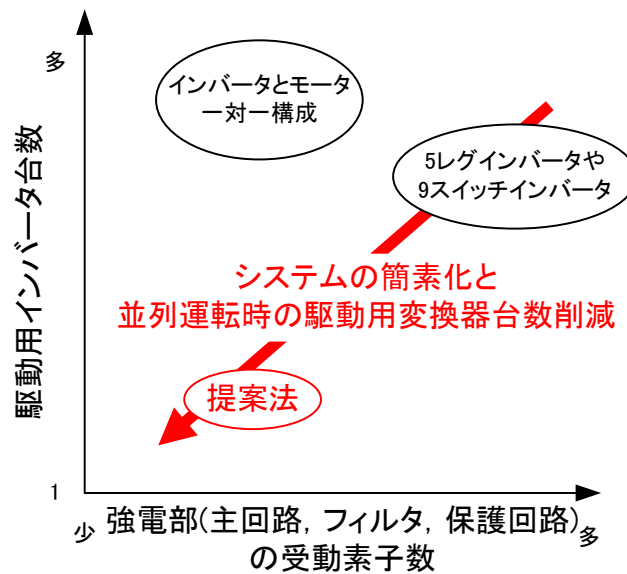 多
インバータとモータ
一対一構成
5レグインバータや
9スイッチインバータ
駆動用インバータ台数
システムの簡素化と
並列運転時の駆動用変換器台数削減
提案法
1
少
強電部(主回路, フィルタ, 保護回路)
多
の受動素子数